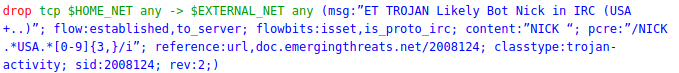 drop tcp $HOME_NET any -> $EXTERNAL_NET any (msg:”ET TROJAN Likely Bot Nick in IRC (USA
+..)”; flow:established,to_server; flowbits:isset,is_proto_irc; content:”NICK “; pcre:”/NICK
.*USA.*[0-9]{3,}/i”; reference:url,doc.emergingthreats.net/2008124; classtype:trojan-
activity; sid:2008124; rev:2;)